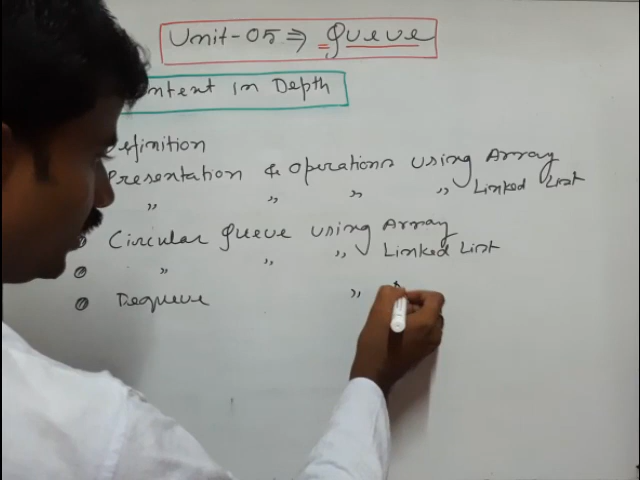 Unit-05 ⇒ Queue
ntent In Depth
Definition
Presentation & Operations using Array
,, ,, ,, ,, Linked List
Circular Queue using Array
,, ,, ,, Linked List
Dequeue ,,